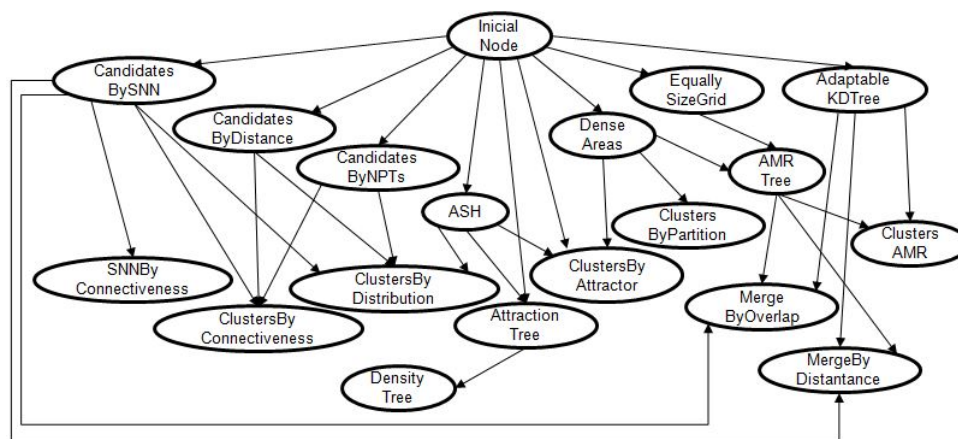 Inicial
Node
Candidates
BySNN
Equally
SizeGrid
Adaptable
KDTree
Candidates
ByDistance
Dense
Areas
Candidates
ByNPTs
AMR
Tree
ASH
Clusters
ByPartition
Clusters
AMR
SNNBy
Connectiveness
ClustersBy
Distribution
ClustersBy
Attractor
Merge
ByOverlap
ClustersBy
Connectiveness
Attraction
Tree
MergeBy
Distantance
Density
Tree